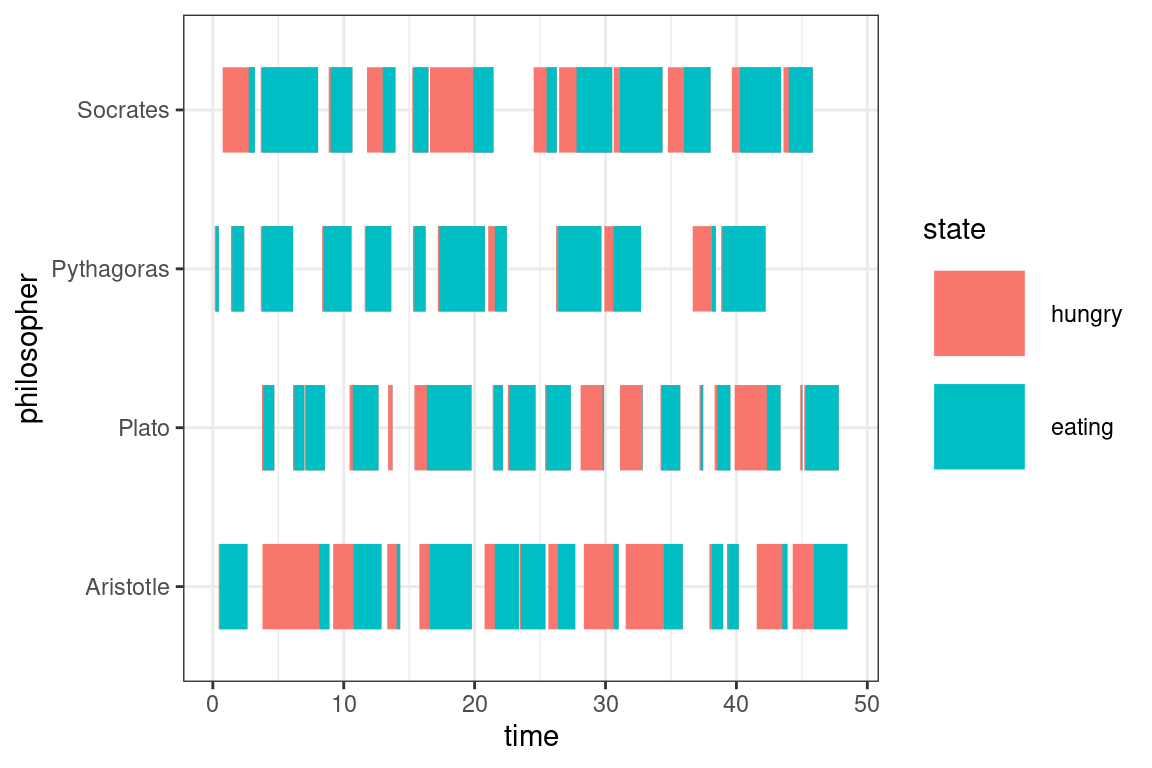 Socrates
Pythagoras
Plato
Aristotle
philosopher
0 10 20 30 40 50
time
state
hungry
eating